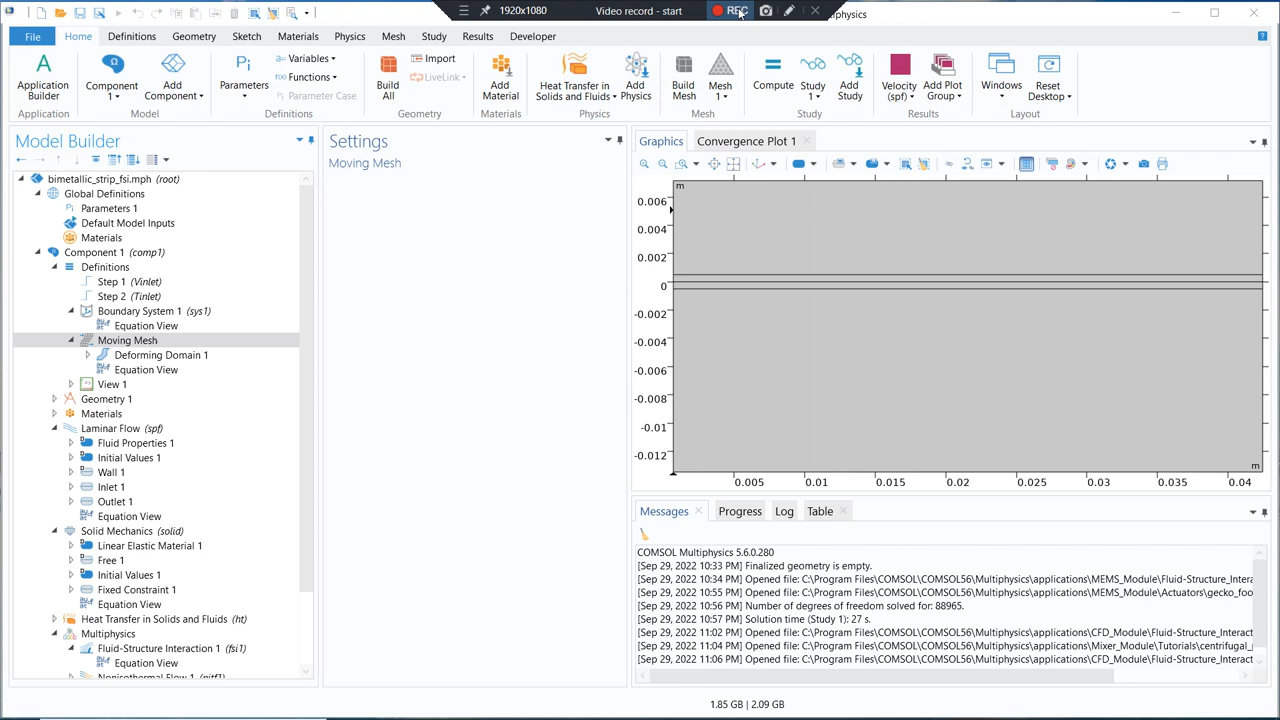 1920x1080 Video record - start REC
ltiphysics
File Home Definitions Geometry Sketch Materials Physics Mesh Study Results Developer
Application Builder
Component 1
Add Component
Parameters
Variables
Functions
Parameter Case
Build All
Import
LiveLink
Add Material
Heat Transfer in Solids and Fluids
Add Physics
Build Mesh
Mesh 1
Compute
Study 1
Add Study
Velocity (spf)
Add Plot Group
Windows
Reset Desktop
Application Model Definitions Geometry Materials Physics Mesh Study Results Layout
Model Builder
bimetallic_strip_fsi.mph (root)
Global Definitions
Parameters 1
Default Model Inputs
Materials
Component 1 (comp1)
Definitions
Step 1 (Vinlet)
Step 2 (Tinlet)
Boundary System 1 (sys1)
Equation View
Moving Mesh
Deforming Domain 1
Equation View
View 1
Geometry 1
Materials
Laminar Flow (spf)
Fluid Properties 1
Initial Values 1
Wall 1
Inlet 1
Outlet 1
Equation View
Solid Mechanics (solid)
Linear Elastic Material 1
Free 1
Initial Values 1
Fixed Constraint 1
Equation View
Heat Transfer in Solids and Fluids (ht)
Multiphysics
Fluid-Structure Interaction 1 (fsi1)
Equation View
Nonisothermal Flow 1 (nitf1)
Settings
Moving Mesh
Graphics Convergence Plot 1
m
0.006
0.004
0.002
0
-0.002
-0.004
-0.006
-0.008
-0.01
-0.012
m
0.005 0.01 0.015 0.02 0.025 0.03 0.035 0.04
Messages Progress Log Table
COMSOL Multiphysics 5.6.0.280
[Sep 29, 2022 10:33 PM] Finalized geometry is empty.
[Sep 29, 2022 10:34 PM] Opened file: C:\Program Files\COMSOL\COMSOL56\Multiphysics\applications\MEMS_Module\Fluid-Structure_Intera
[Sep 29, 2022 10:55 PM] Opened file: C:\Program Files\COMSOL\COMSOL56\Multiphysics\applications\MEMS_Module\Actuators\gecko_foo
[Sep 29, 2022 10:56 PM] Number of degrees of freedom solved for: 88965.
[Sep 29, 2022 10:57 PM] Solution time (Study 1): 27 s.
[Sep 29, 2022 11:02 PM] Opened file: C:\Program Files\COMSOL\COMSOL56\Multiphysics\applications\CFD_Module\Fluid-Structure_Interact
[Sep 29, 2022 11:04 PM] Opened file: C:\Program Files\COMSOL\COMSOL56\Multiphysics\applications\Mixer_Module\Tutorials\centrifugal_
[Sep 29, 2022 11:06 PM] Opened file: C:\Program Files\COMSOL\COMSOL56\Multiphysics\applications\CFD_Module\Fluid-Structure_Interact
1.85 GB | 2.09 GB